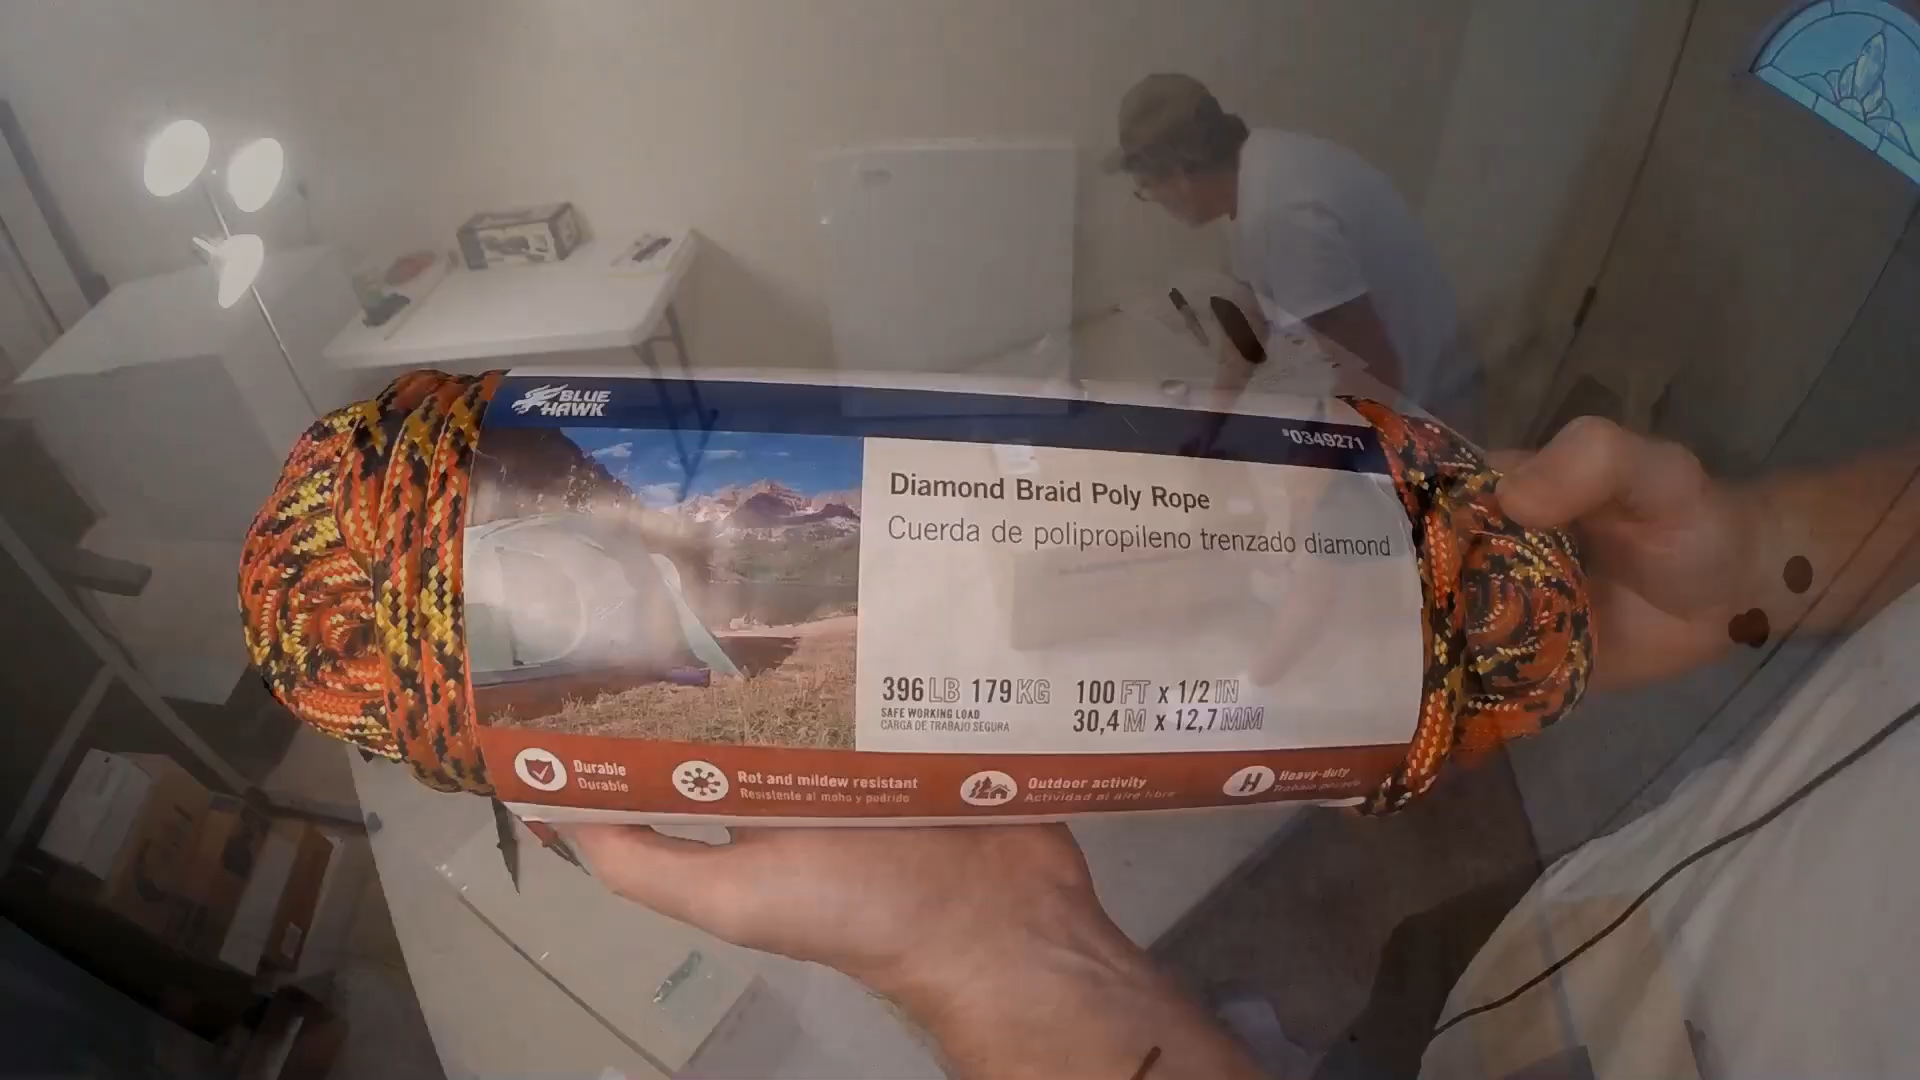 BLUE
HAWK
#0349271
Diamond Braid Poly Rope
Cuerda de polipropileno trenzado diamond
396 LB 179 KG
SAFE WORKING LOAD
CARGA DE TRABAJO SEGURA
100 FT x 1/2 IN
30,4 M x 12,7 MM
Durable
Durable
Rot and mildew resistant
Resistente al moho y podrido
Outdoor activity
Actividad al aire libre
H
Heavy-duty
Trabajo pesado